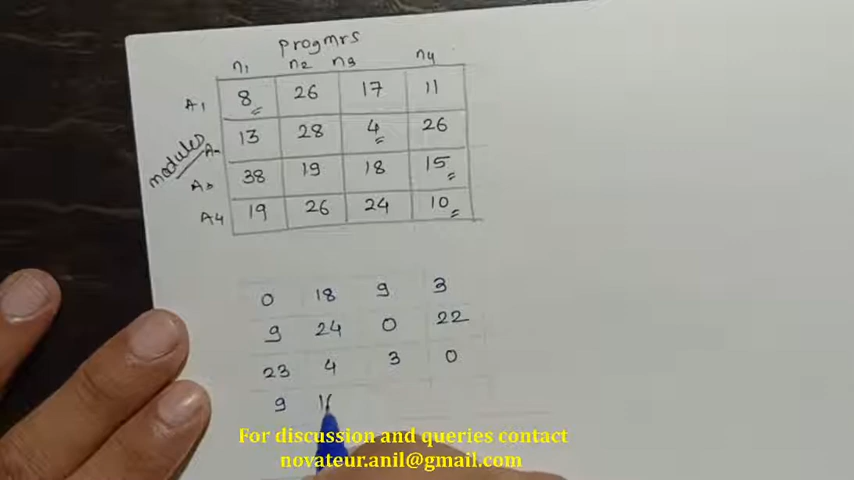 progmrs
n1 n2 n3 n4
A1 8 26 17 11
A2 13 28 4 26
modules
A3 38 19 18 15
A4 19 26 24 10
0 18 9 3
9 24 0 22
23 4 3 0
9
For discussion and queries contact
novateur.anil@gmail.com